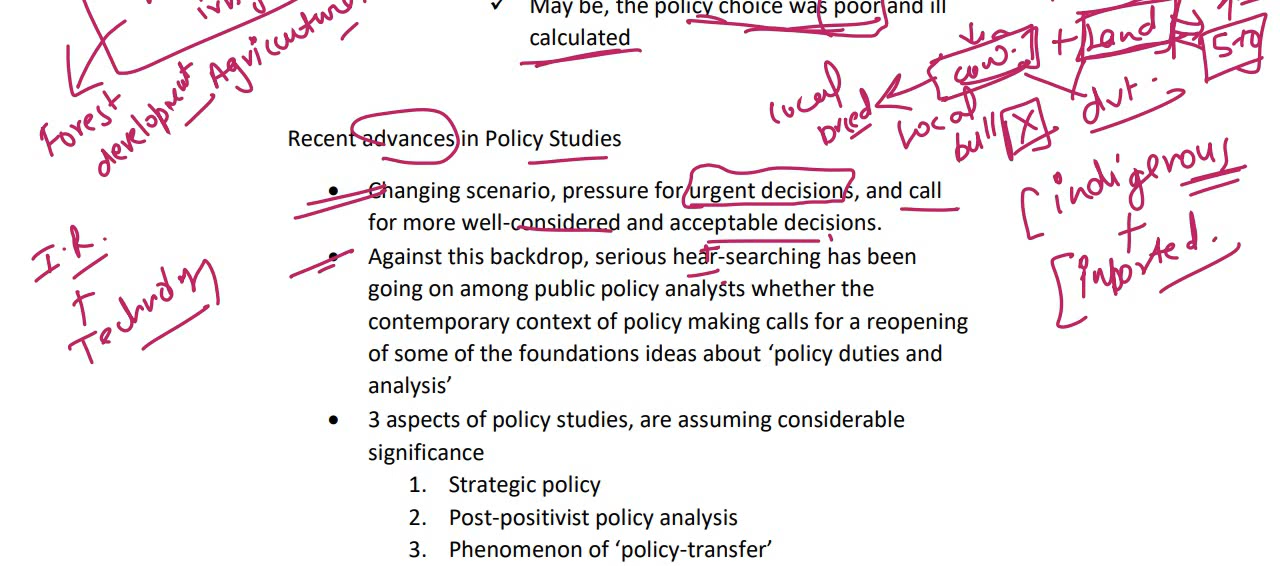 ✓ May be, the policy choice was poor and ill
calculated
Agriculture
Forest
development
cow. + Land
5-10
local
bried
Local
bull X
dvt.
Recent advances in Policy Studies
• Changing scenario, pressure for urgent decisions, and call
for more well-considered and acceptable decisions.
indigerous
+
imported.
I.R.
+
Technology
• Against this backdrop, serious hear-searching has been
going on among public policy analysts whether the
contemporary context of policy making calls for a reopening
of some of the foundations ideas about ‘policy duties and
analysis’
• 3 aspects of policy studies, are assuming considerable
significance
1. Strategic policy
2. Post-positivist policy analysis
3. Phenomenon of ‘policy-transfer’